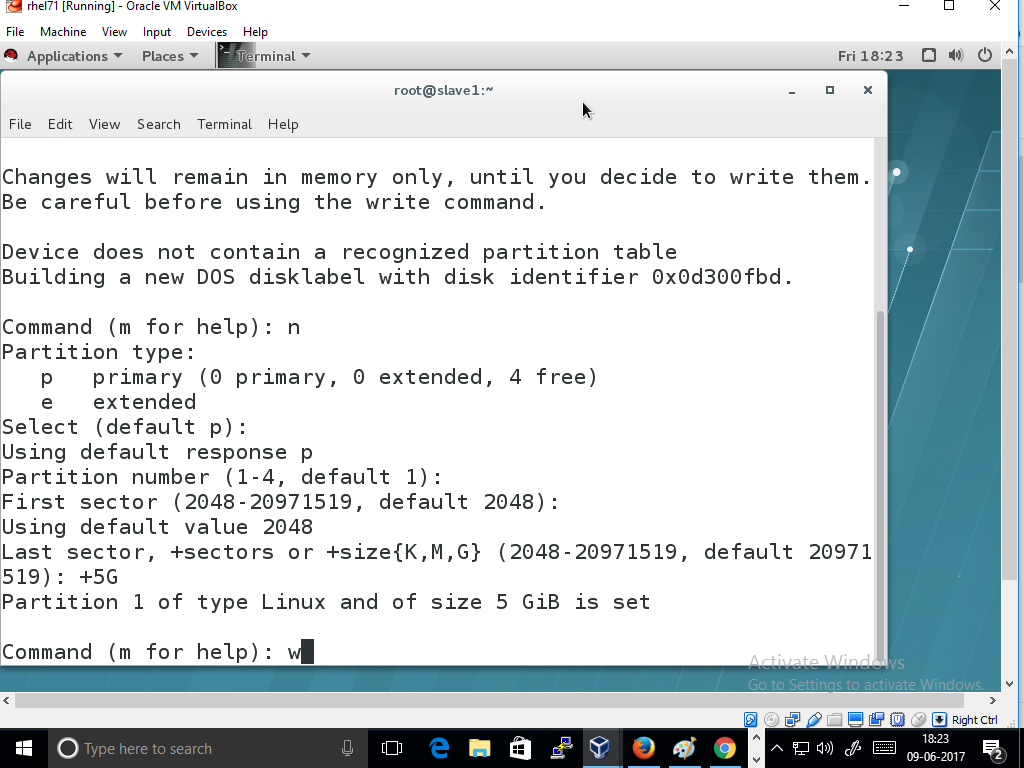 rhel71 [Running] - Oracle VM VirtualBox
File Machine View Input Devices Help
Applications Places Terminal Fri 18:23
root@slave1:~
File Edit View Search Terminal Help
Changes will remain in memory only, until you decide to write them.
Be careful before using the write command.
Device does not contain a recognized partition table
Building a new DOS disklabel with disk identifier 0x0d300fbd.
Command (m for help): n
Partition type:
p primary (0 primary, 0 extended, 4 free)
e extended
Select (default p):
Using default response p
Partition number (1-4, default 1):
First sector (2048-20971519, default 2048):
Using default value 2048
Last sector, +sectors or +size{K,M,G} (2048-20971519, default 20971
519): +5G
Partition 1 of type Linux and of size 5 GiB is set
Command (m for help): w
Activate Windows
Go to Settings to activate Windows.
Right Ctrl
Type here to search
18:23
09-06-2017
2